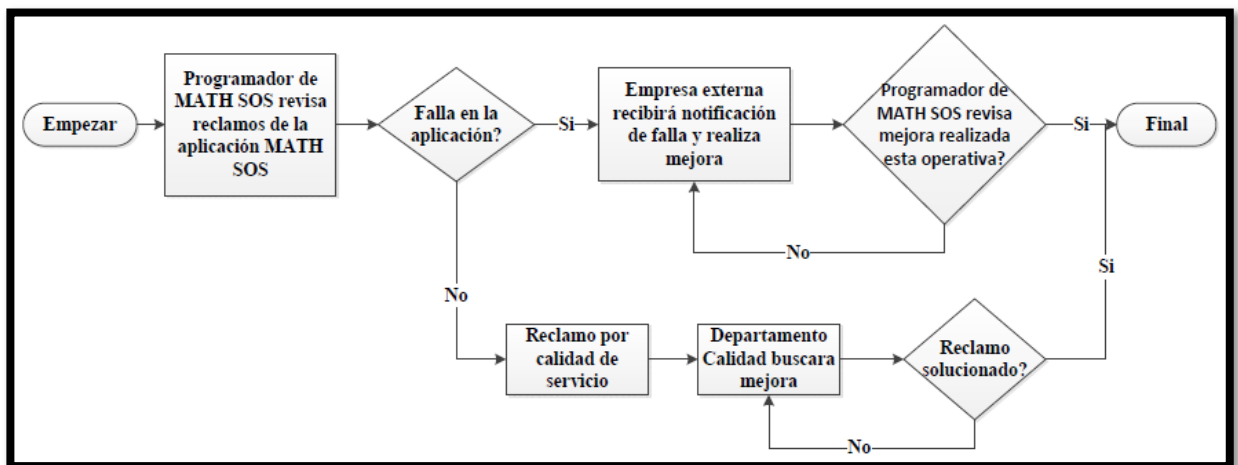 Empezar
Programador de
MATH SOS revisa
reclamos de la
aplicación MATH
SOS
Falla en la
aplicación?
Si
Empresa externa
recibirá notificación
de falla y realiza
mejora
Programador de
MATH SOS revisa
mejora realizada
esta operativa?
Si
Final
No
No
Si
Reclamo por
calidad de
servicio
Departamento
Calidad buscara
mejora
Reclamo
solucionado?
No